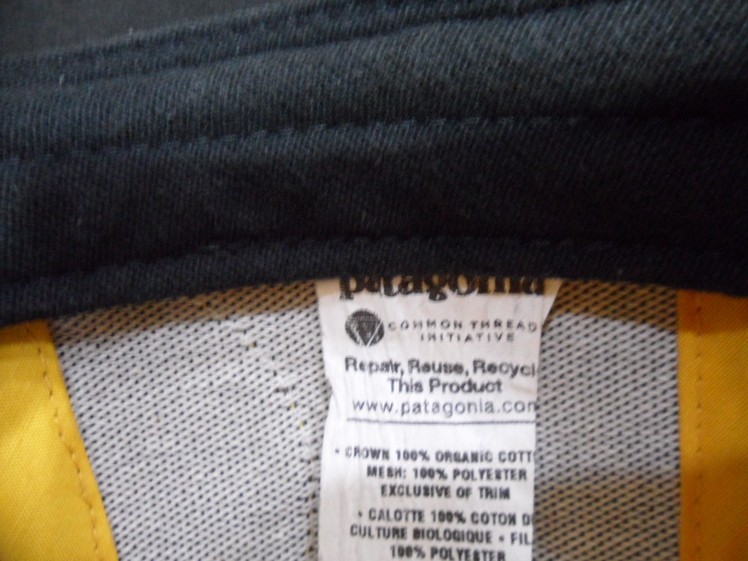 patagonia
COMMON THREAD
INITIATIVE
Repair, Reuse, Recycl
This Product
www.patagonia.com
• CROWN 100% ORGANIC COTT
MESH: 100% POLYESTER
EXCLUSIVE OF TRIM
• CALOTTE 100% COTON D
CULTURE BIOLOGIQUE • FIL
100% POLYESTER